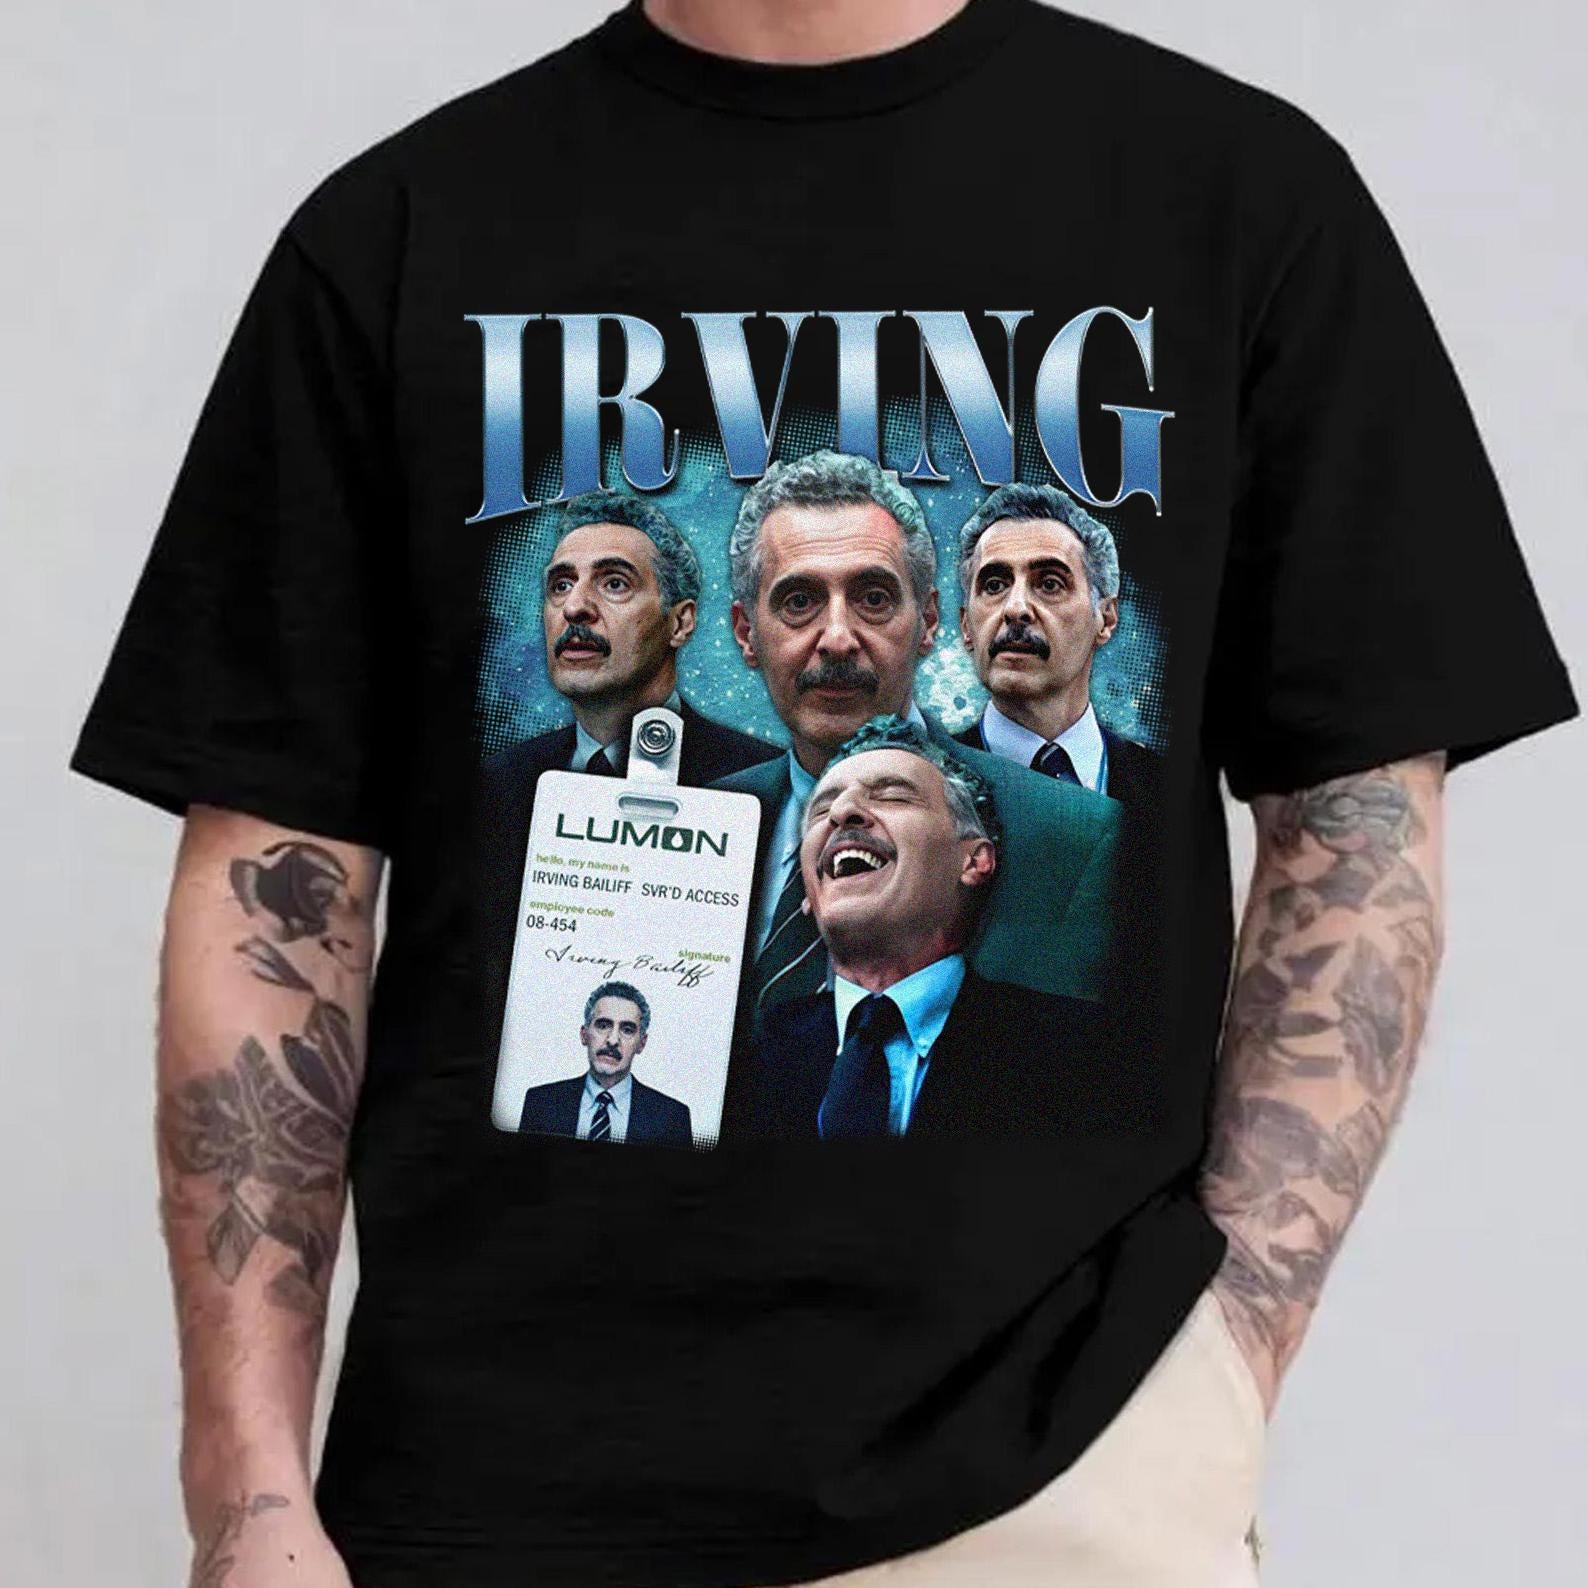 IRVING
LUMON
hello, my name is
IRVING BAILIFF SVR'D ACCESS
employee code
08-454
signature
Irving Bailiff